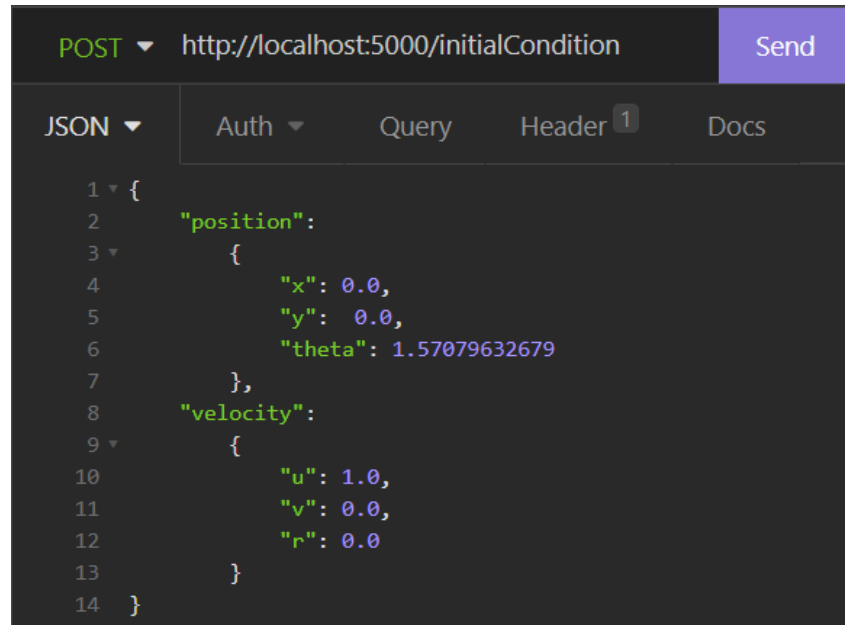 POST http://localhost:5000/initialCondition Send
JSON Auth Query Header 1 Docs
1 {
2 "position":
3 {
4 "x": 0.0,
5 "y":  0.0,
6 "theta": 1.57079632679
7 },
8 "velocity":
9 {
10 "u": 1.0,
11 "v": 0.0,
12 "r": 0.0
13 }
14 }